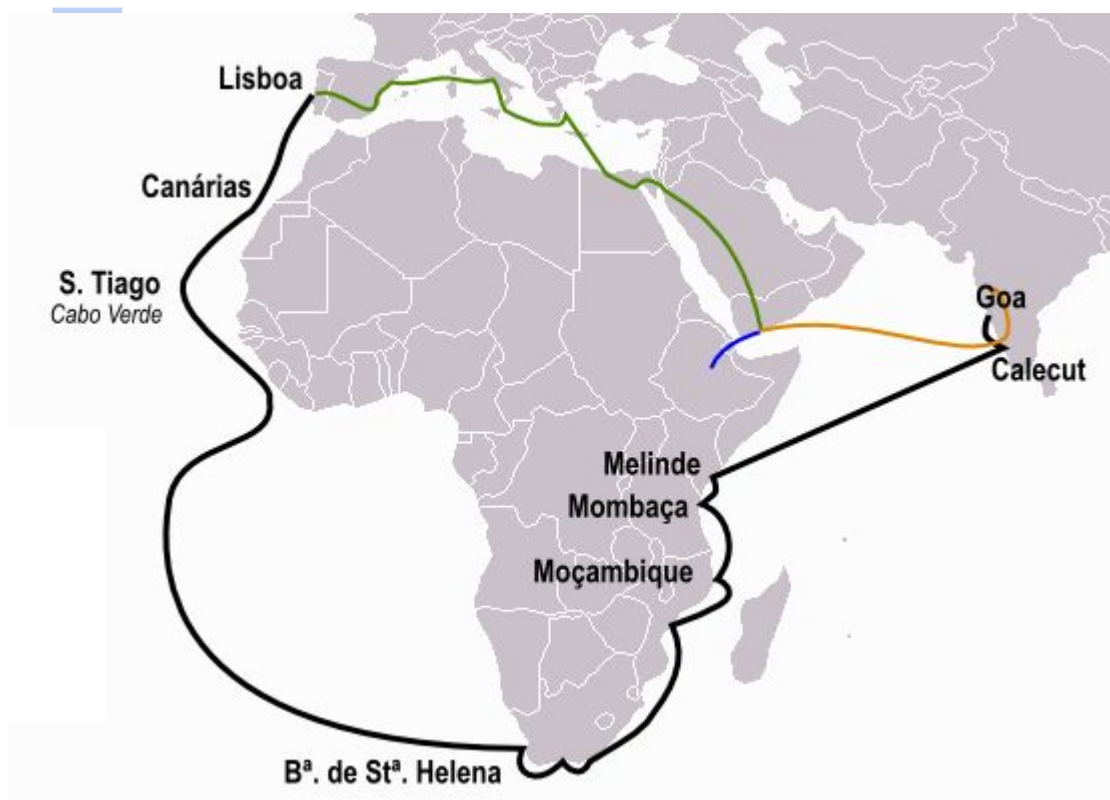 Lisboa
Canárias
S. Tiago
Cabo Verde
Goa
Calecut
Melinde
Mombaça
Moçambique
Bª. de Stª. Helena